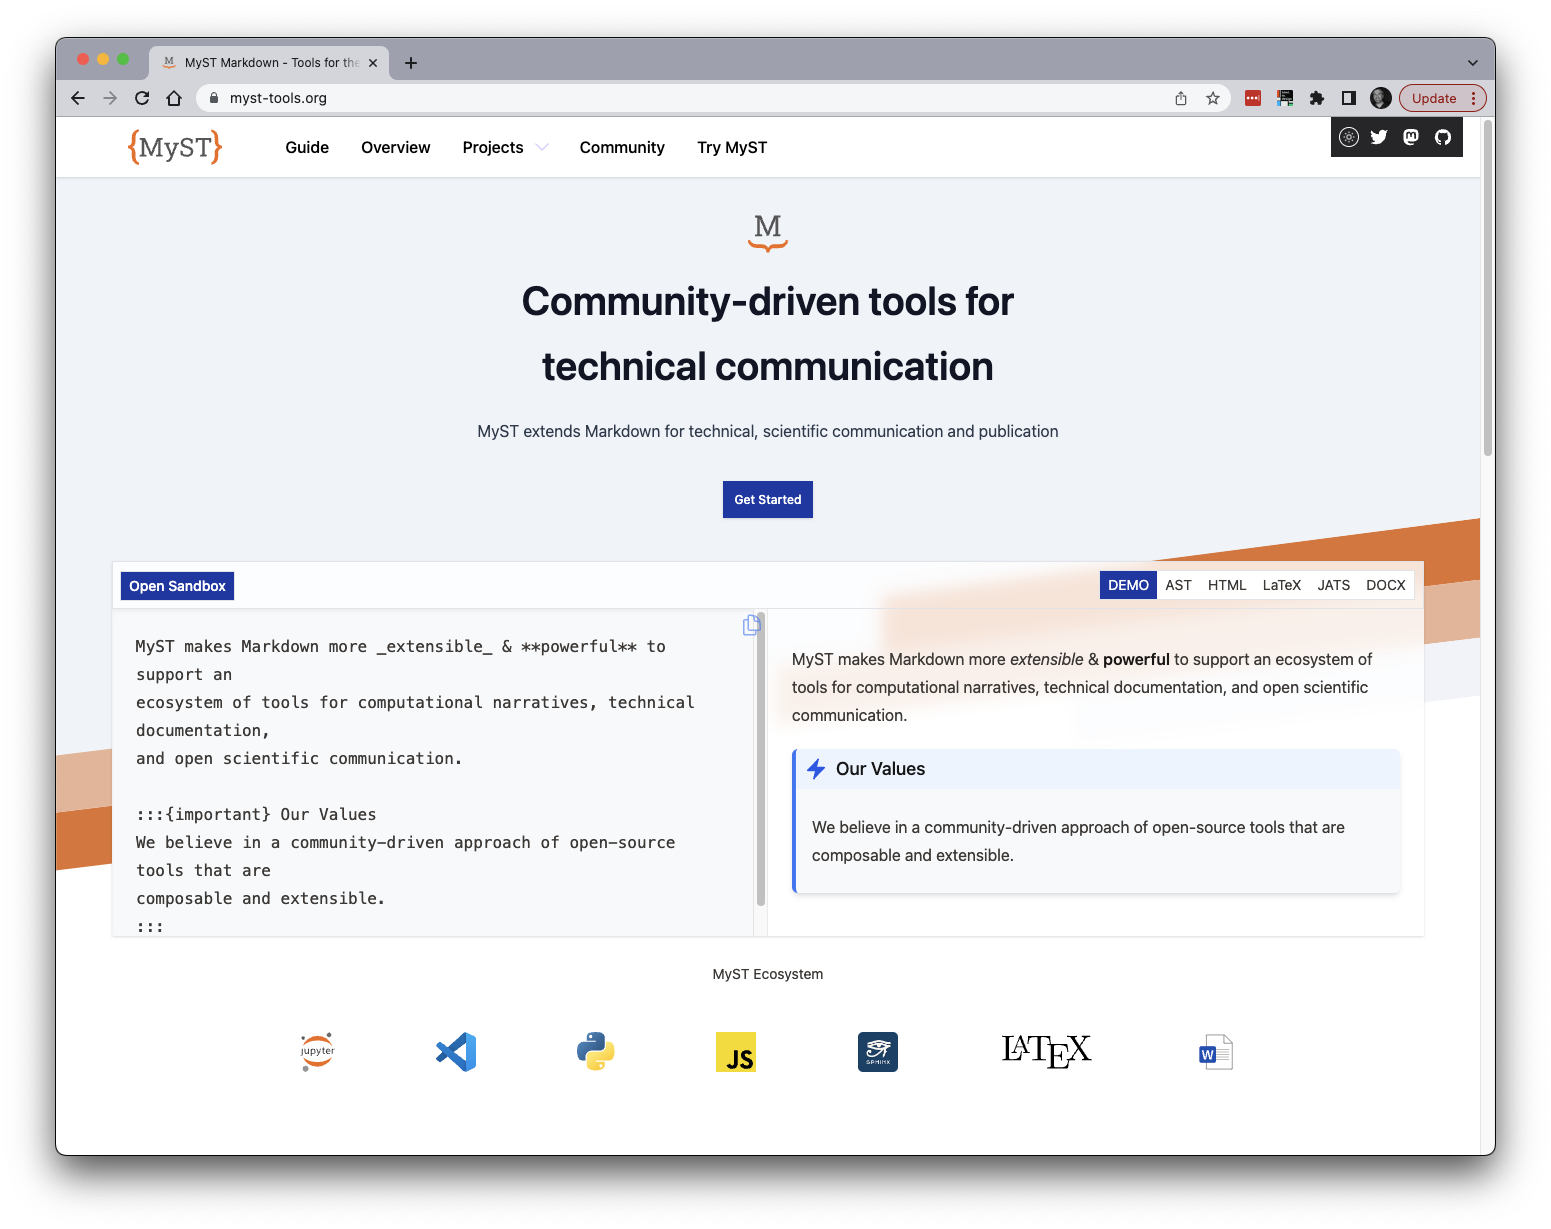 MyST Markdown - Tools for the
myst-tools.org
Update
{MyST}
Guide Overview Projects Community Try MyST
M
Community-driven tools for
technical communication
MyST extends Markdown for technical, scientific communication and publication
Get Started
Open Sandbox
DEMO AST HTML LaTeX JATS DOCX
MyST makes Markdown more _extensible_ & **powerful** to
support an
ecosystem of tools for computational narratives, technical
documentation,
and open scientific communication.
:::{important} Our Values
We believe in a community-driven approach of open-source
tools that are
composable and extensible.
:::
MyST makes Markdown more extensible & powerful to support an ecosystem of
tools for computational narratives, technical documentation, and open scientific
communication.
Our Values
We believe in a community-driven approach of open-source tools that are
composable and extensible.
MyST Ecosystem
jupyter
JS
SPHINX
LATEX
W